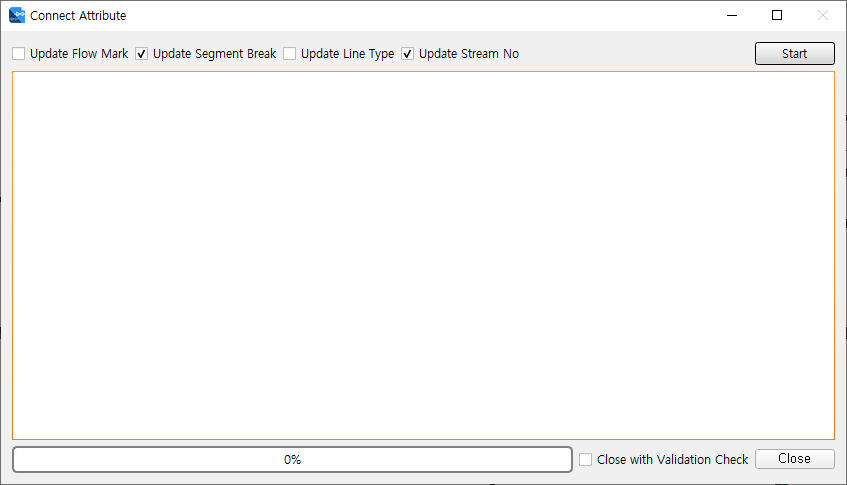 Connect Attribute
Update Flow Mark Update Segment Break Update Line Type Update Stream No Start
0% Close with Validation Check Close